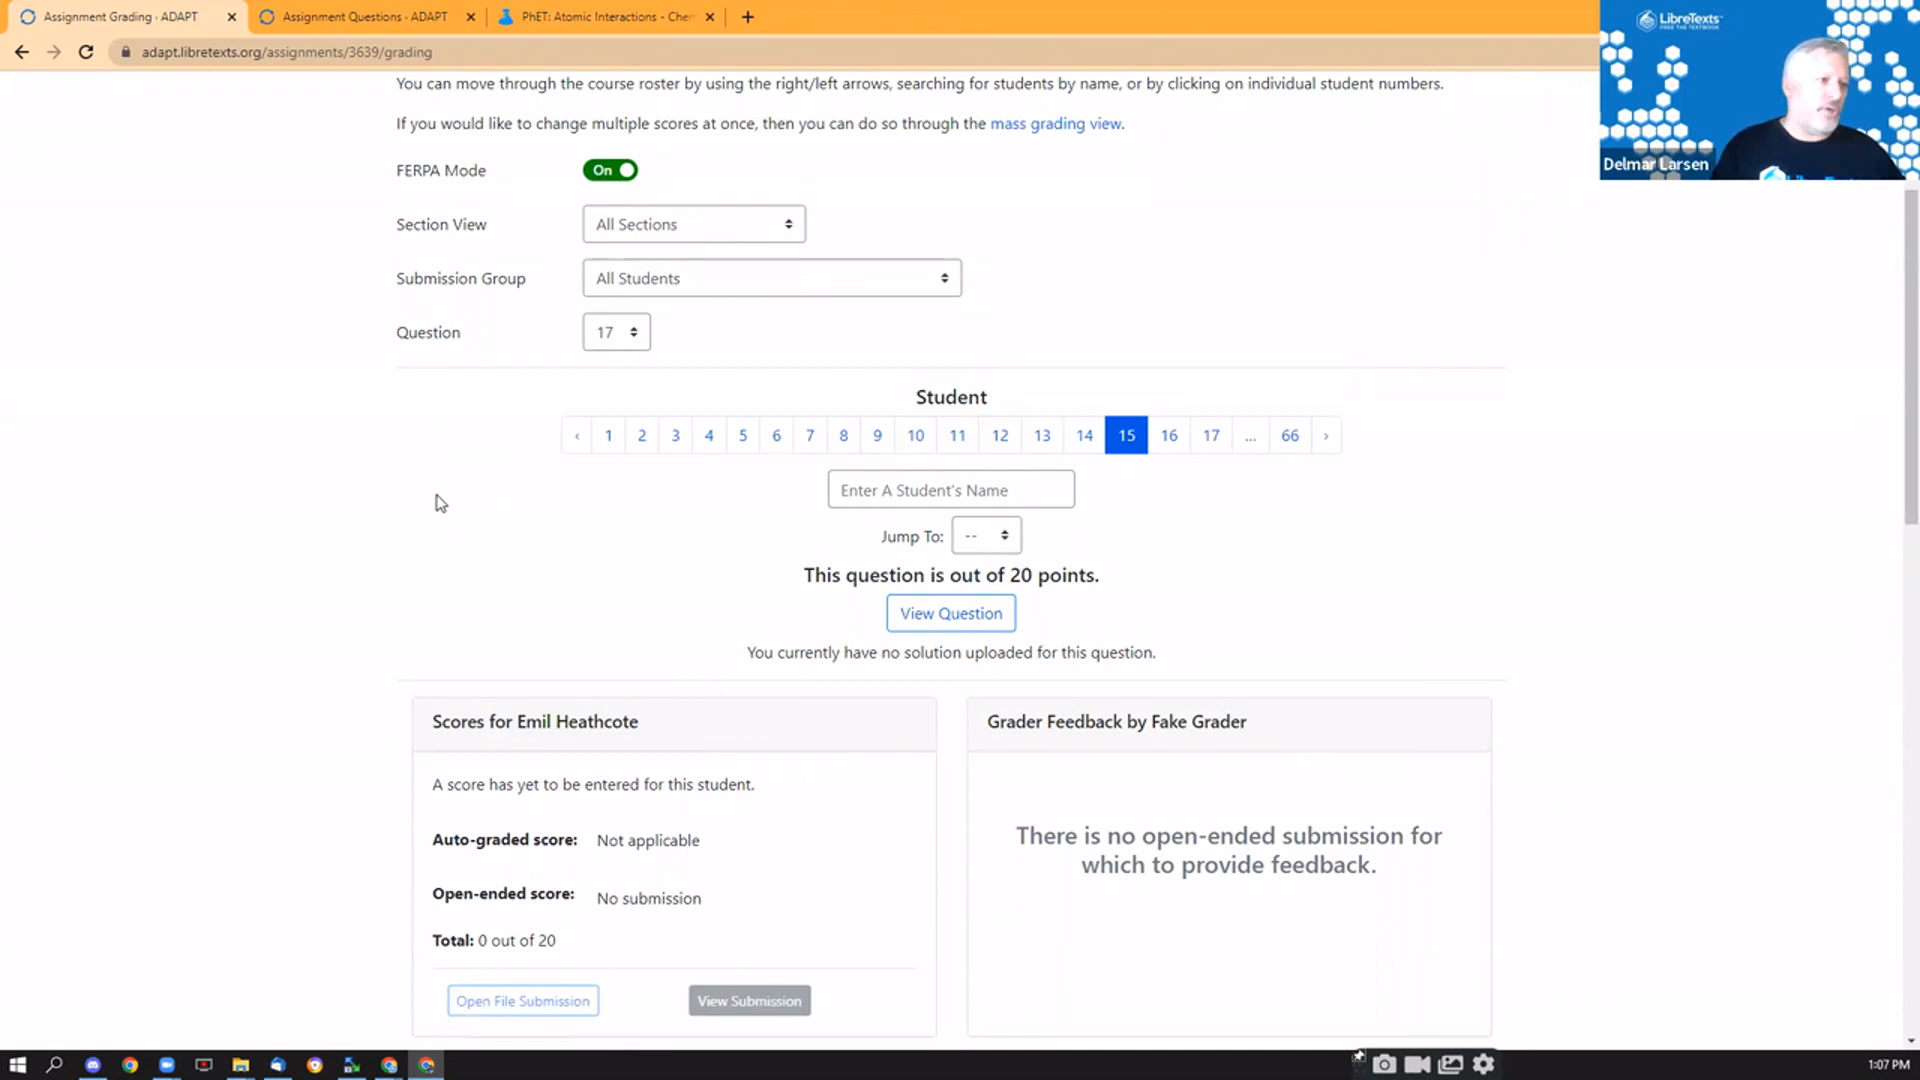 Assignment Grading · ADAPT
Assignment Questions · ADAPT
PhET: Atomic Interactions - Chem
adapt.libretexts.org/assignments/3639/grading
LibreTexts
FREE THE TEXTBOOK
Delmar Larsen
You can move through the course roster by using the right/left arrows, searching for students by name, or by clicking on individual student numbers.
If you would like to change multiple scores at once, then you can do so through the mass grading view.
FERPA Mode On
Section View All Sections
Submission Group All Students
Question 17
Student
‹ 1 2 3 4 5 6 7 8 9 10 11 12 13 14 15 16 17 ... 66 ›
Enter A Student's Name
Jump To: --
This question is out of 20 points.
View Question
You currently have no solution uploaded for this question.
Scores for Emil Heathcote
A score has yet to be entered for this student.
Auto-graded score: Not applicable
Open-ended score: No submission
Total: 0 out of 20
Open File Submission View Submission
Grader Feedback by Fake Grader
There is no open-ended submission for
which to provide feedback.
1:07 PM